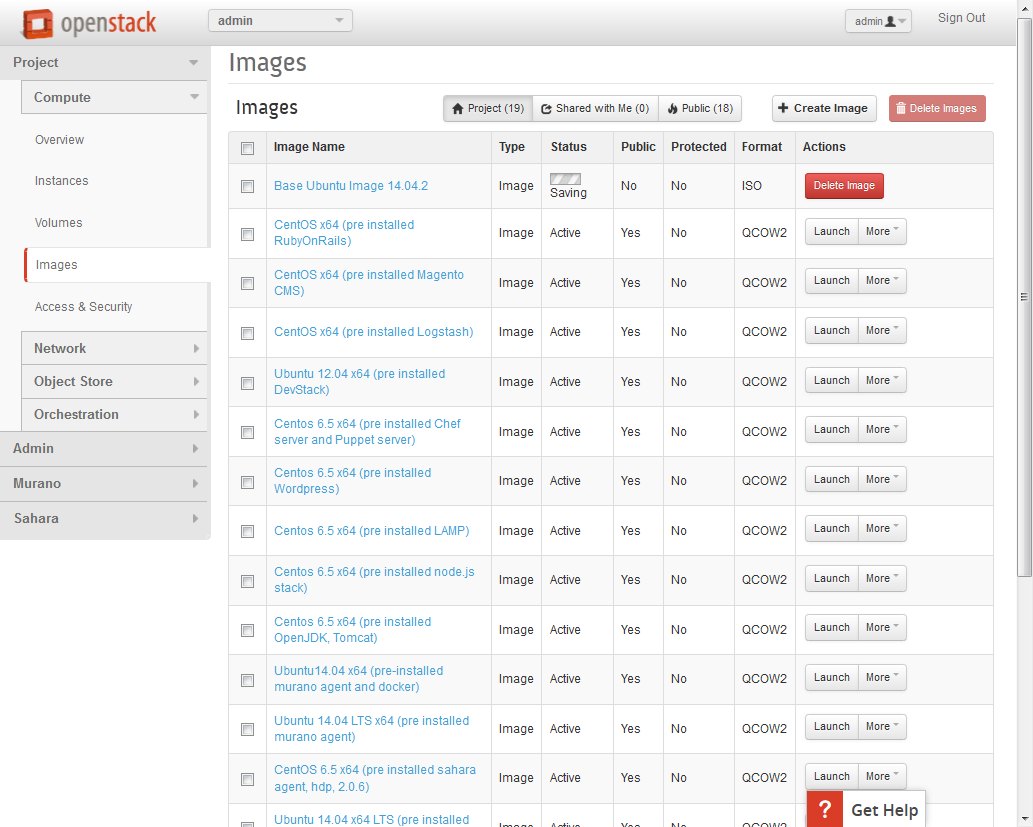 openstack admin admin Sign Out
Project
Compute
Overview
Instances
Volumes
Images
Access & Security
Network
Object Store
Orchestration
Admin
Murano
Sahara
Images
Images Project (19) Shared with Me (0) Public (18) + Create Image Delete Images
Image Name Type Status Public Protected Format Actions
Base Ubuntu Image 14.04.2 Image Saving No No ISO Delete Image
CentOS x64 (pre installed
RubyOnRails) Image Active Yes No QCOW2 Launch More
CentOS x64 (pre installed Magento
CMS) Image Active Yes No QCOW2 Launch More
CentOS x64 (pre installed Logstash) Image Active Yes No QCOW2 Launch More
Ubuntu 12.04 x64 (pre installed
DevStack) Image Active Yes No QCOW2 Launch More
Centos 6.5 x64 (pre installed Chef
server and Puppet server) Image Active Yes No QCOW2 Launch More
Centos 6.5 x64 (pre installed
Wordpress) Image Active Yes No QCOW2 Launch More
Centos 6.5 x64 (pre installed LAMP) Image Active Yes No QCOW2 Launch More
Centos 6.5 x64 (pre installed node.js
stack) Image Active Yes No QCOW2 Launch More
Centos 6.5 x64 (pre installed
OpenJDK, Tomcat) Image Active Yes No QCOW2 Launch More
Ubuntu14.04 x64 (pre-installed
murano agent and docker) Image Active Yes No QCOW2 Launch More
Ubuntu 14.04 LTS x64 (pre installed
murano agent) Image Active Yes No QCOW2 Launch More
CentOS 6.5 x64 (pre installed sahara
agent, hdp, 2.0.6) Image Active Yes No QCOW2 Launch More
Ubuntu 14.04 x64 LTS (pre installed
Image Active Yes No QCOW2
? Get Help